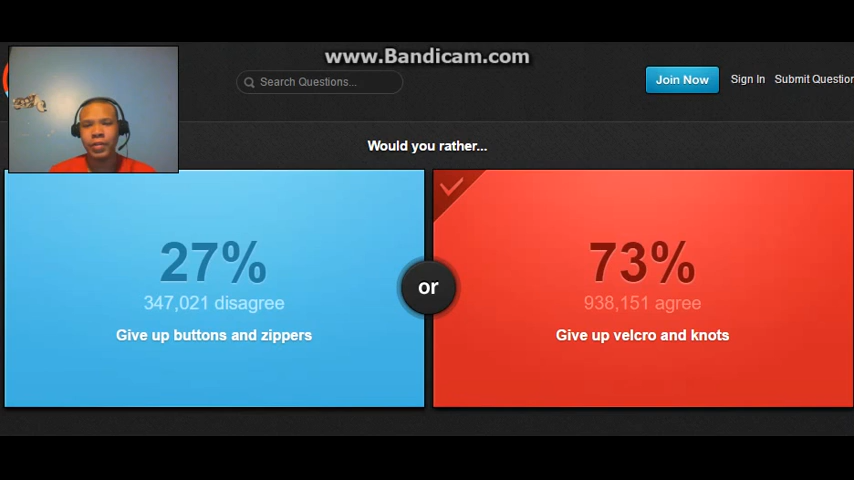 www.Bandicam.com
Search Questions...
Join Now
Sign In
Submit Question
Would you rather...
27%
347,021 disagree
Give up buttons and zippers
or
73%
938,151 agree
Give up velcro and knots